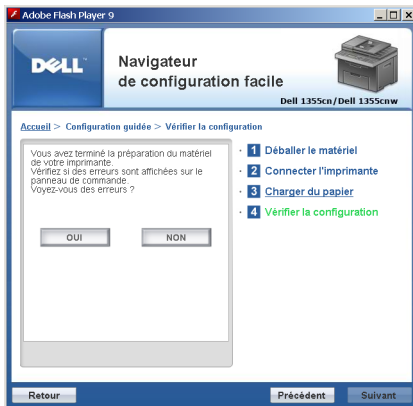 Adobe Flash Player 9
DELL
Navigateur
de configuration facile
Dell 1355cn/Dell 1355cnw
Accueil > Configuration guidée > Vérifier la configuration
Vous avez terminé la préparation du matériel
de votre imprimante.
Vérifiez si des erreurs sont affichées sur le
panneau de commande.
Voyez-vous des erreurs ?
OUI
NON
1 Déballer le matériel
2 Connecter l'imprimante
3 Charger du papier
4 Vérifier la configuration
Retour
Précédent
Suivant